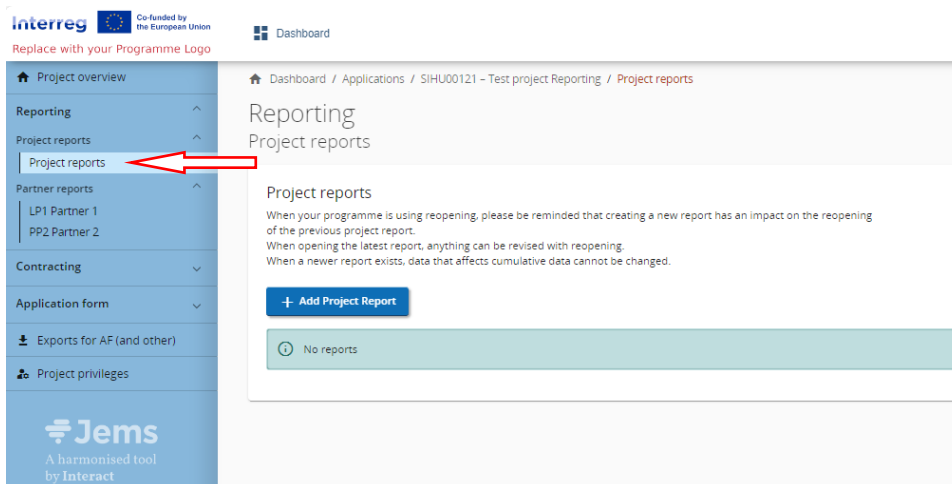 Interreg
Co-funded by
the European Union
Replace with your Programme Logo
Dashboard
Project overview
Reporting
Project reports
Project reports
Partner reports
LP1 Partner 1
PP2 Partner 2
Contracting
Application form
Exports for AF (and other)
Project privileges
Jems
A harmonised tool
by Interact
Dashboard / Applications / SIHU00121 – Test project Reporting / Project reports
Reporting
Project reports
Project reports
When your programme is using reopening, please be reminded that creating a new report has an impact on the reopening
of the previous project report.
When opening the latest report, anything can be revised with reopening.
When a newer report exists, data that affects cumulative data cannot be changed.
+ Add Project Report
No reports